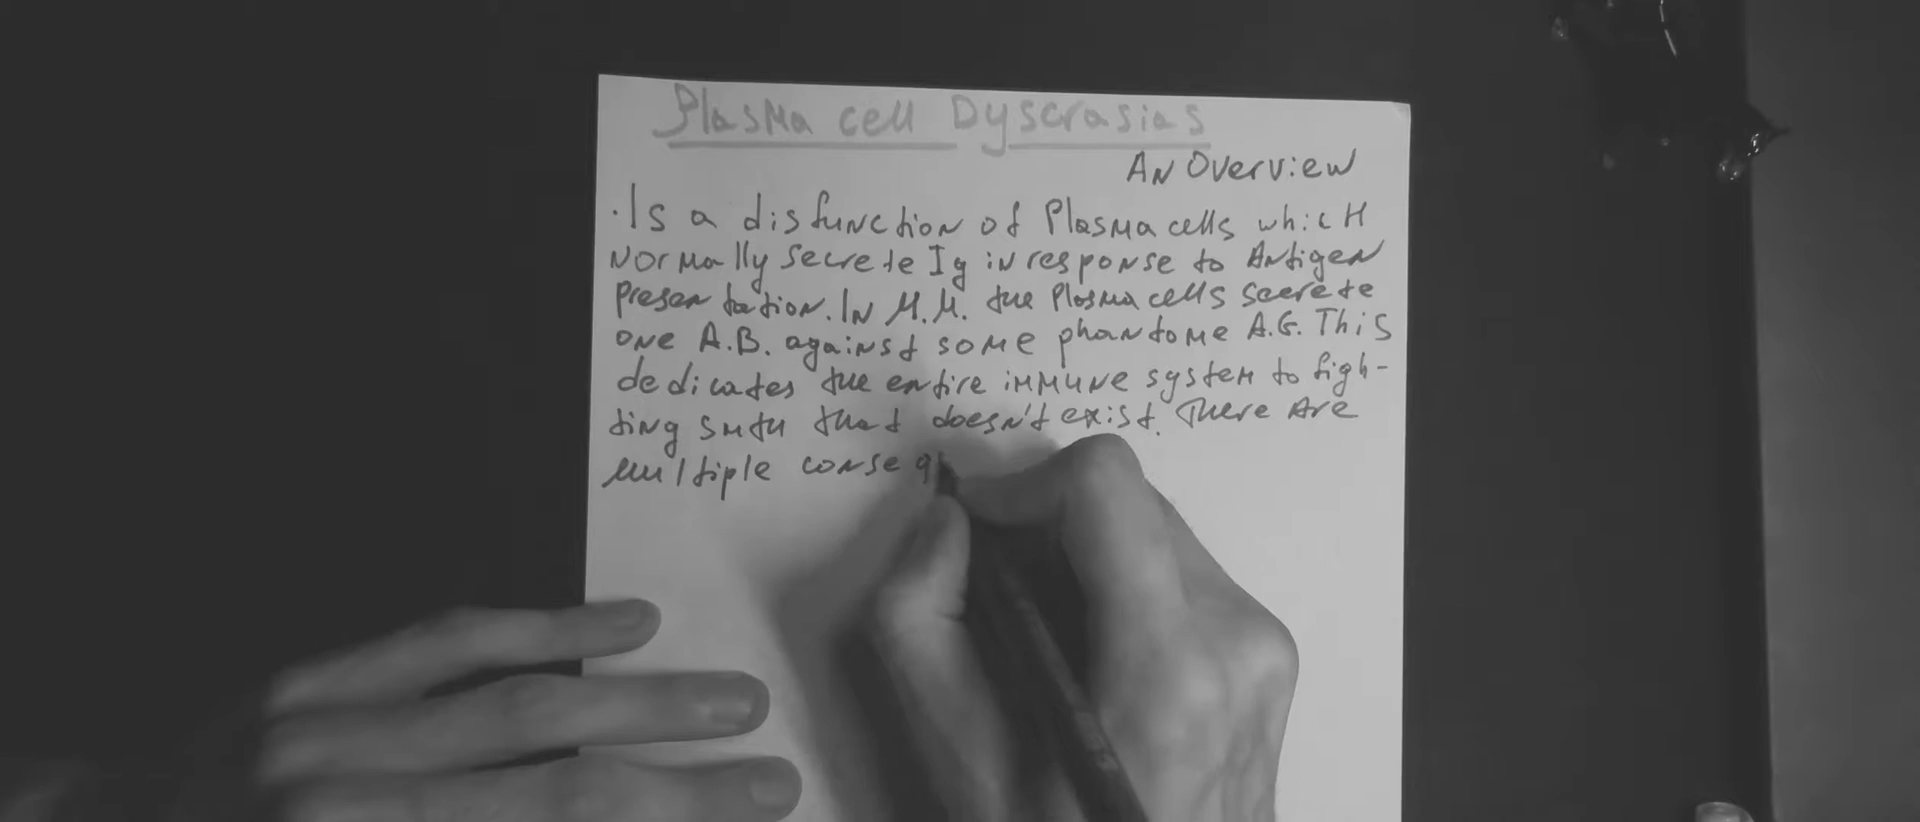 Plasma cell Dyscrasias
An Overview
· Is a disfunction of Plasma cells which
normally secrete Ig in response to Antigen
presentation. In M.M. the Plasma cells secrete
one A.B. against some phantome A.G. This
dedicates the entire immune system to figh-
ting smth that doesn't exist. There Are
multiple conseq